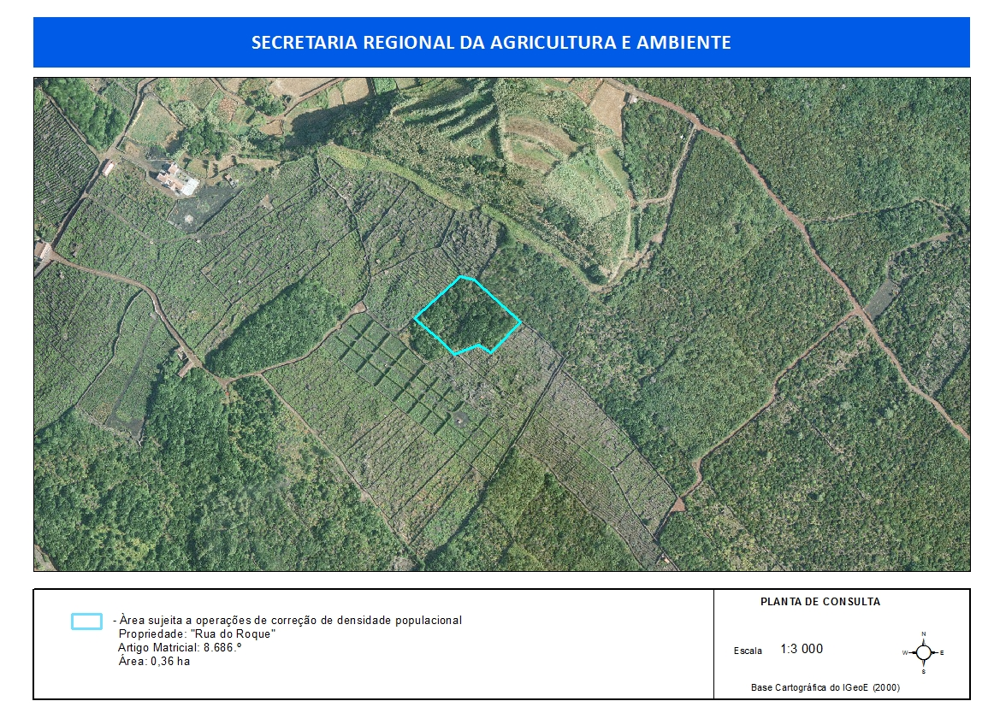 SECRETARIA REGIONAL DA AGRICULTURA E AMBIENTE
- Àrea sujeita a operações de correção de densidade populacional
Propriedade: "Rua do Roque"
Artigo Matricial: 8.686.º
Área: 0,36 ha
PLANTA DE CONSULTA
Escala 1:3 000
N
W E
S
Base Cartográfica do IGeoE (2000)